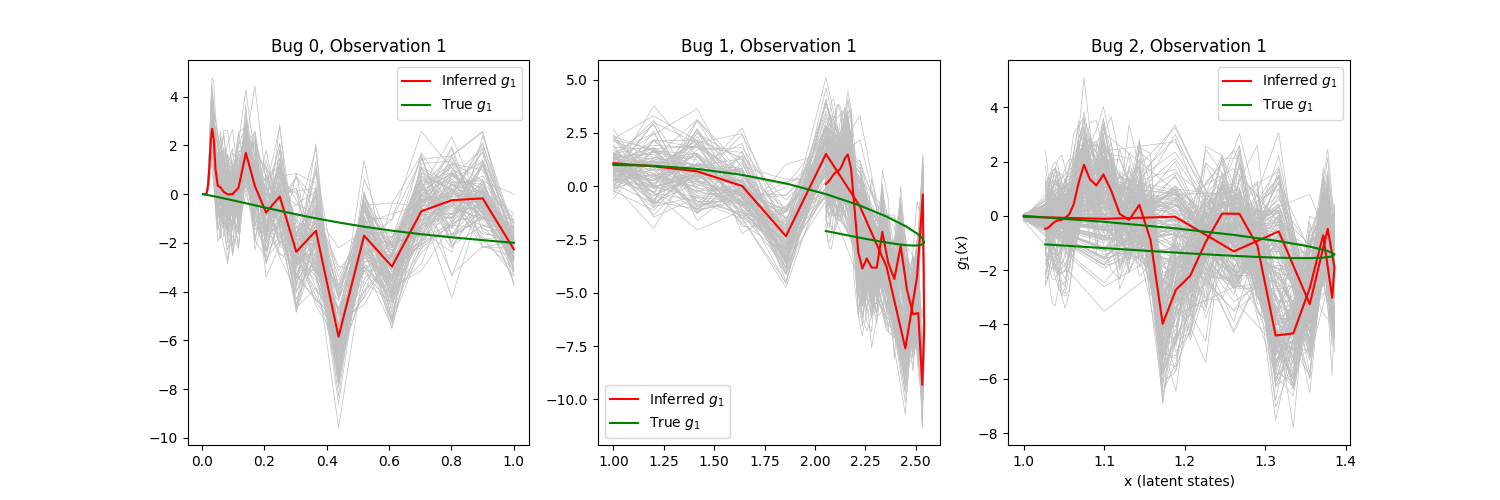 Bug 0, Observation 1
Inferred g₁
True g₁
4
2
0
−2
−4
−6
−8
−10
0.0 0.2 0.4 0.6 0.8 1.0
Bug 1, Observation 1
5.0
2.5
0.0
−2.5
−5.0
−7.5
−10.0
Inferred g₁
True g₁
1.00 1.25 1.50 1.75 2.00 2.25 2.50
Bug 2, Observation 1
Inferred g₁
True g₁
g₁(x)
4
2
0
−2
−4
−6
−8
1.0 1.1 1.2 1.3 1.4
x (latent states)